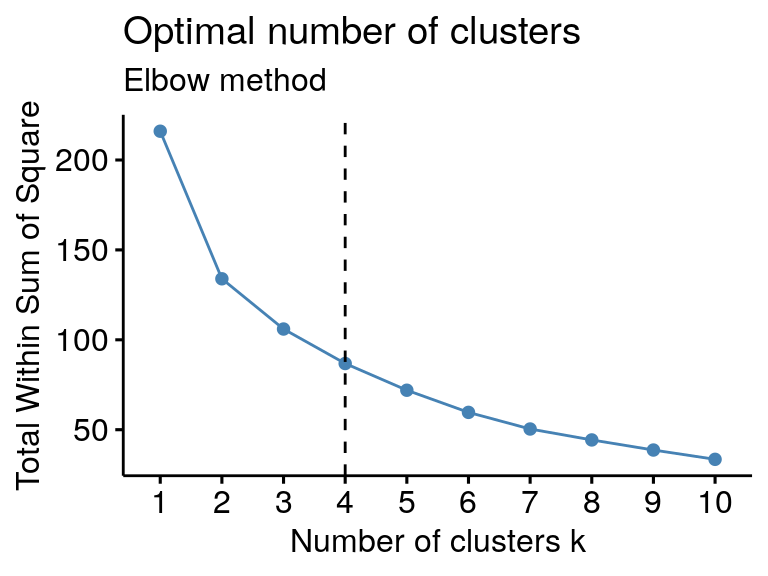 Optimal number of clusters
Elbow method
Total Within Sum of Square
200
150
100
50
1 2 3 4 5 6 7 8 9 10
Number of clusters k